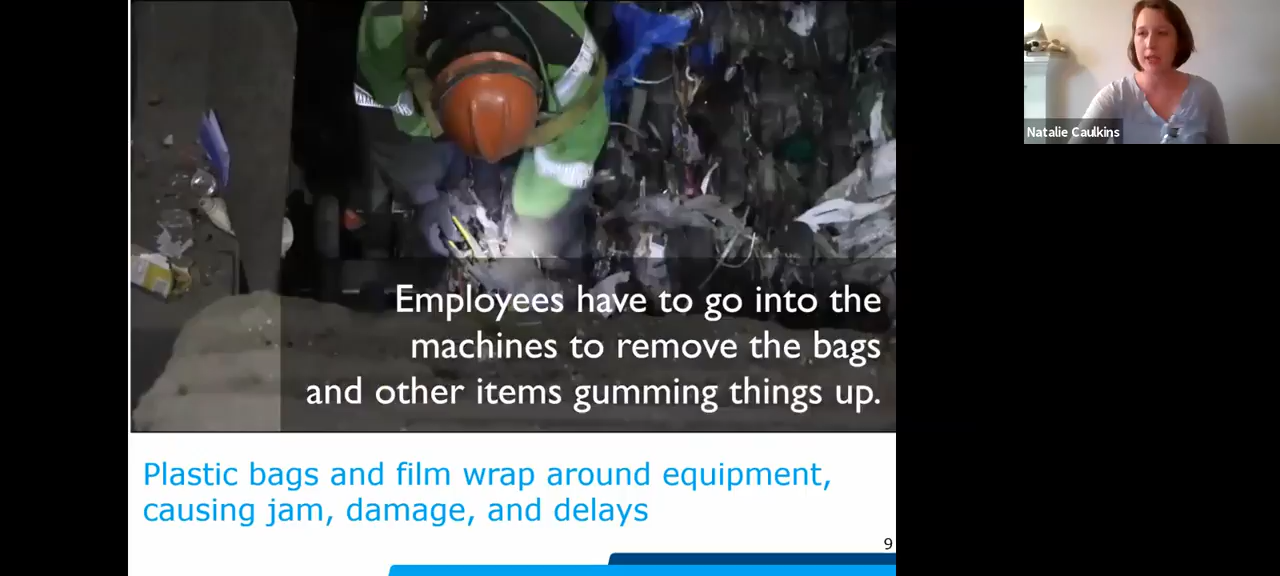 Natalie Caulkins
Employees have to go into the
machines to remove the bags
and other items gumming things up.
Plastic bags and film wrap around equipment,
causing jam, damage, and delays
9